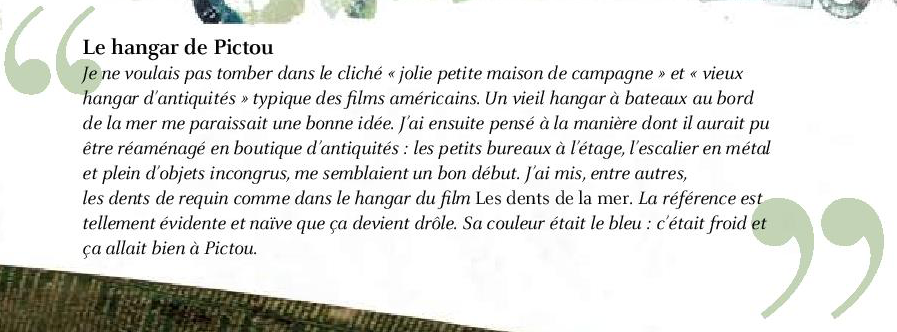 Le hangar de Pictou
Je ne voulais pas tomber dans le cliché « jolie petite maison de campagne » et « vieux
hangar d'antiquités » typique des films américains. Un vieil hangar à bateaux au bord
de la mer me paraissait une bonne idée. J'ai ensuite pensé à la manière dont il aurait pu
être réaménagé en boutique d'antiquités : les petits bureaux à l'étage, l'escalier en métal
et plein d'objets incongrus, me semblaient un bon début. J'ai mis, entre autres,
les dents de requin comme dans le hangar du film Les dents de la mer. La référence est
tellement évidente et naïve que ça devient drôle. Sa couleur était le bleu : c'était froid et
ça allait bien à Pictou.